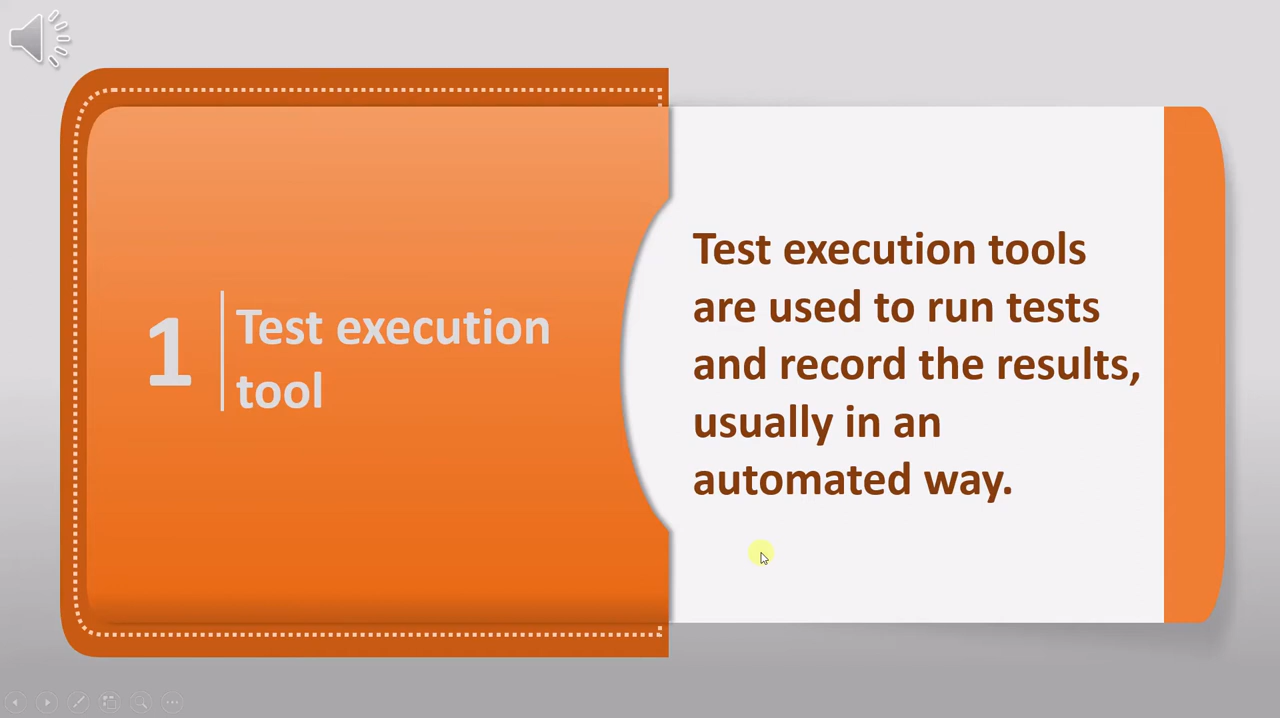 1
Test execution
tool
Test execution tools
are used to run tests
and record the results,
usually in an
automated way.